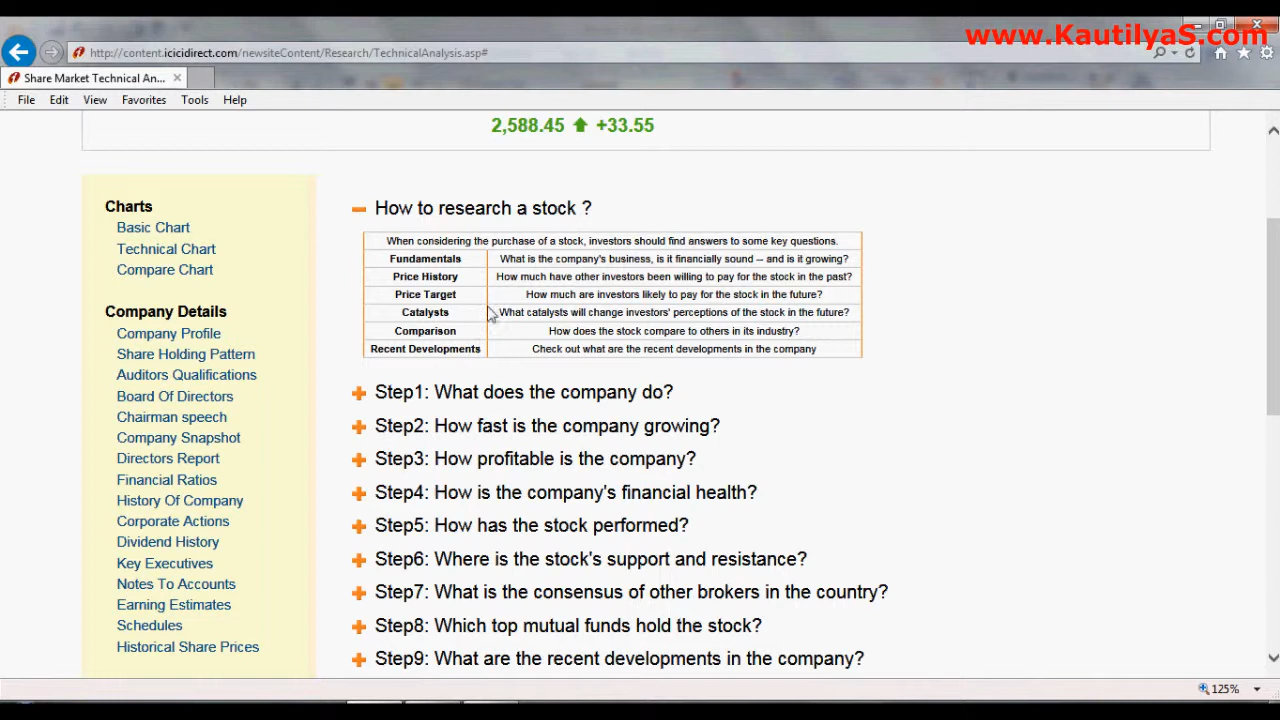 www.KautilyaS.com
http://content.icicidirect.com/newsiteContent/Research/TechnicalAnalysis.asp#
Share Market Technical An...
File Edit View Favorites Tools Help
2,588.45 +33.55
Charts
Basic Chart
Technical Chart
Compare Chart
Company Details
Company Profile
Share Holding Pattern
Auditors Qualifications
Board Of Directors
Chairman speech
Company Snapshot
Directors Report
Financial Ratios
History Of Company
Corporate Actions
Dividend History
Key Executives
Notes To Accounts
Earning Estimates
Schedules
Historical Share Prices
How to research a stock ?
When considering the purchase of a stock, investors should find answers to some key questions.
Fundamentals What is the company's business, is it financially sound -- and is it growing?
Price History How much have other investors been willing to pay for the stock in the past?
Price Target How much are investors likely to pay for the stock in the future?
Catalysts What catalysts will change investors' perceptions of the stock in the future?
Comparison How does the stock compare to others in its industry?
Recent Developments Check out what are the recent developments in the company
Step1: What does the company do?
Step2: How fast is the company growing?
Step3: How profitable is the company?
Step4: How is the company's financial health?
Step5: How has the stock performed?
Step6: Where is the stock's support and resistance?
Step7: What is the consensus of other brokers in the country?
Step8: Which top mutual funds hold the stock?
Step9: What are the recent developments in the company?
125%